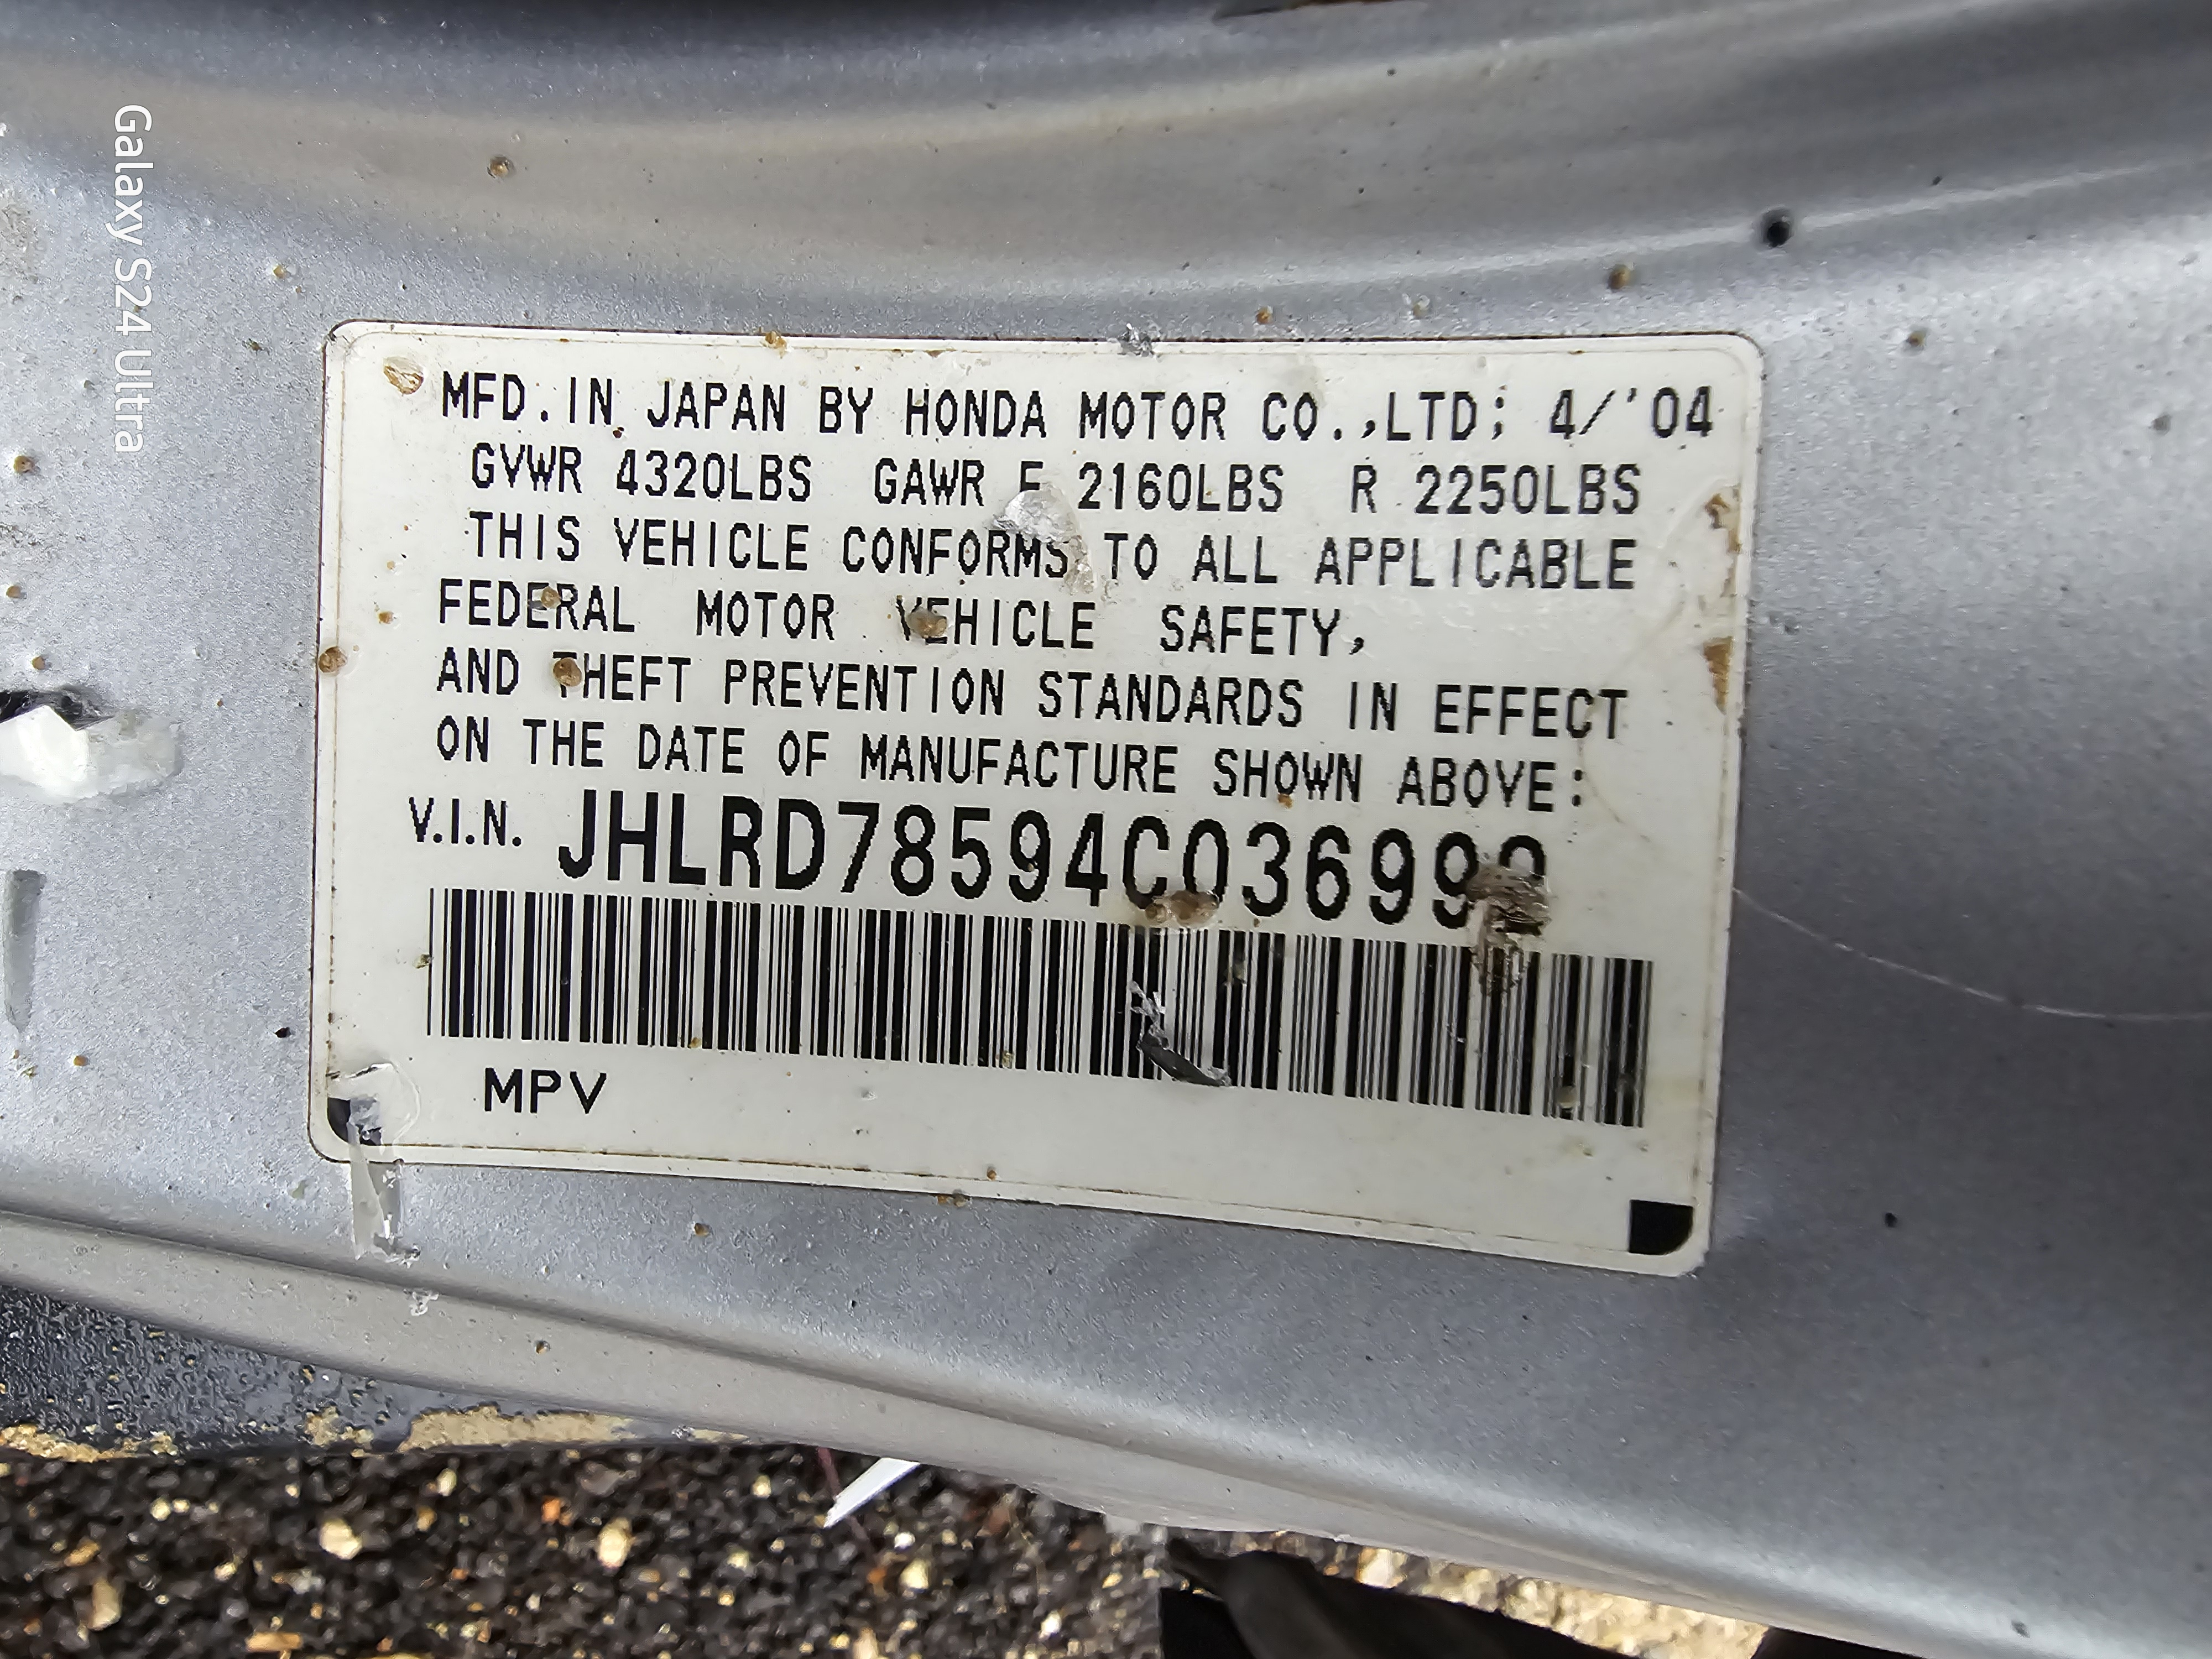 Galaxy S24 Ultra
MFD. IN JAPAN BY HONDA MOTOR CO.,LTD; 4/'04
GVWR 4320LBS GAWR F 2160LBS R 2250LBS
THIS VEHICLE CONFORMS TO ALL APPLICABLE
FEDERAL MOTOR VEHICLE SAFETY,
AND THEFT PREVENTION STANDARDS IN EFFECT
ON THE DATE OF MANUFACTURE SHOWN ABOVE:
V.I.N. JHLRD78594C036992
MPV